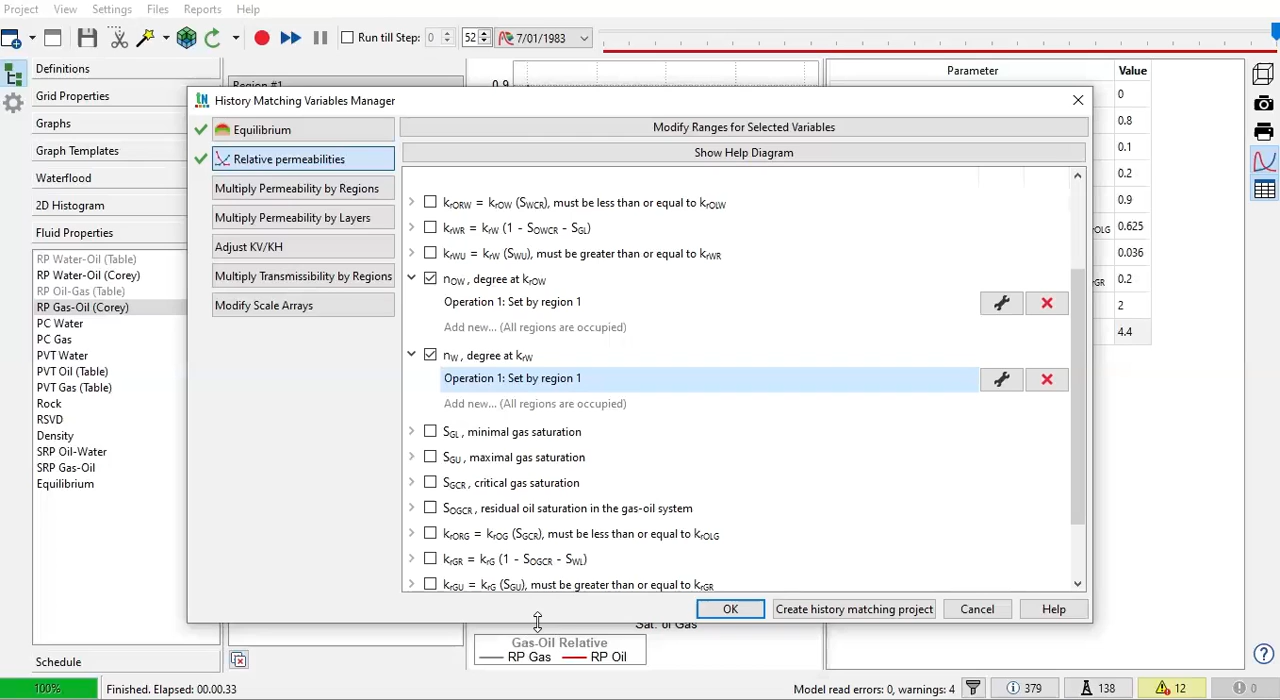 Project View Settings Files Reports Help
Run till Step: 0 52 7/01/1983
Definitions
Grid Properties
Graphs
Graph Templates
Waterflood
2D Histogram
Fluid Properties
RP Water-Oil (Table)
RP Water-Oil (Corey)
RP Oil-Gas (Table)
RP Gas-Oil (Corey)
PC Water
PC Gas
PVT Water
PVT Oil (Table)
PVT Gas (Table)
Rock
RSVD
Density
SRP Oil-Water
SRP Gas-Oil
Equilibrium
Schedule
Region #1
0.9
History Matching Variables Manager
Equilibrium
Relative permeabilities
Multiply Permeability by Regions
Multiply Permeability by Layers
Adjust KV/KH
Multiply Transmissibility by Regions
Modify Scale Arrays
Modify Ranges for Selected Variables
Show Help Diagram
krORW = krOW (SWCR), must be less than or equal to krOLW
krWR = krW (1 - SOWCR - SGL)
krWU = krW (SWU), must be greater than or equal to krWR
nOW, degree at krOW
Operation 1: Set by region 1
Add new... (All regions are occupied)
nW, degree at krW
Operation 1: Set by region 1
Add new... (All regions are occupied)
SGL, minimal gas saturation
SGU, maximal gas saturation
SGCR, critical gas saturation
SOGCR, residual oil saturation in the gas-oil system
krORG = krOG (SGCR), must be less than or equal to krOLG
krGR = krG (1 - SOGCR - SWL)
krGU = krG (SGU), must be greater than or equal to krGR
OK Create history matching project Cancel Help
Sat. of Gas
Gas-Oil Relative
RP Gas RP Oil
Parameter Value
0
0.8
0.1
0.2
0.9
rOLG 0.625
0.036
GR 0.2
2
4.4
100% Finished. Elapsed: 00.00.33 Model read errors: 0, warnings: 4 379 138 12 0